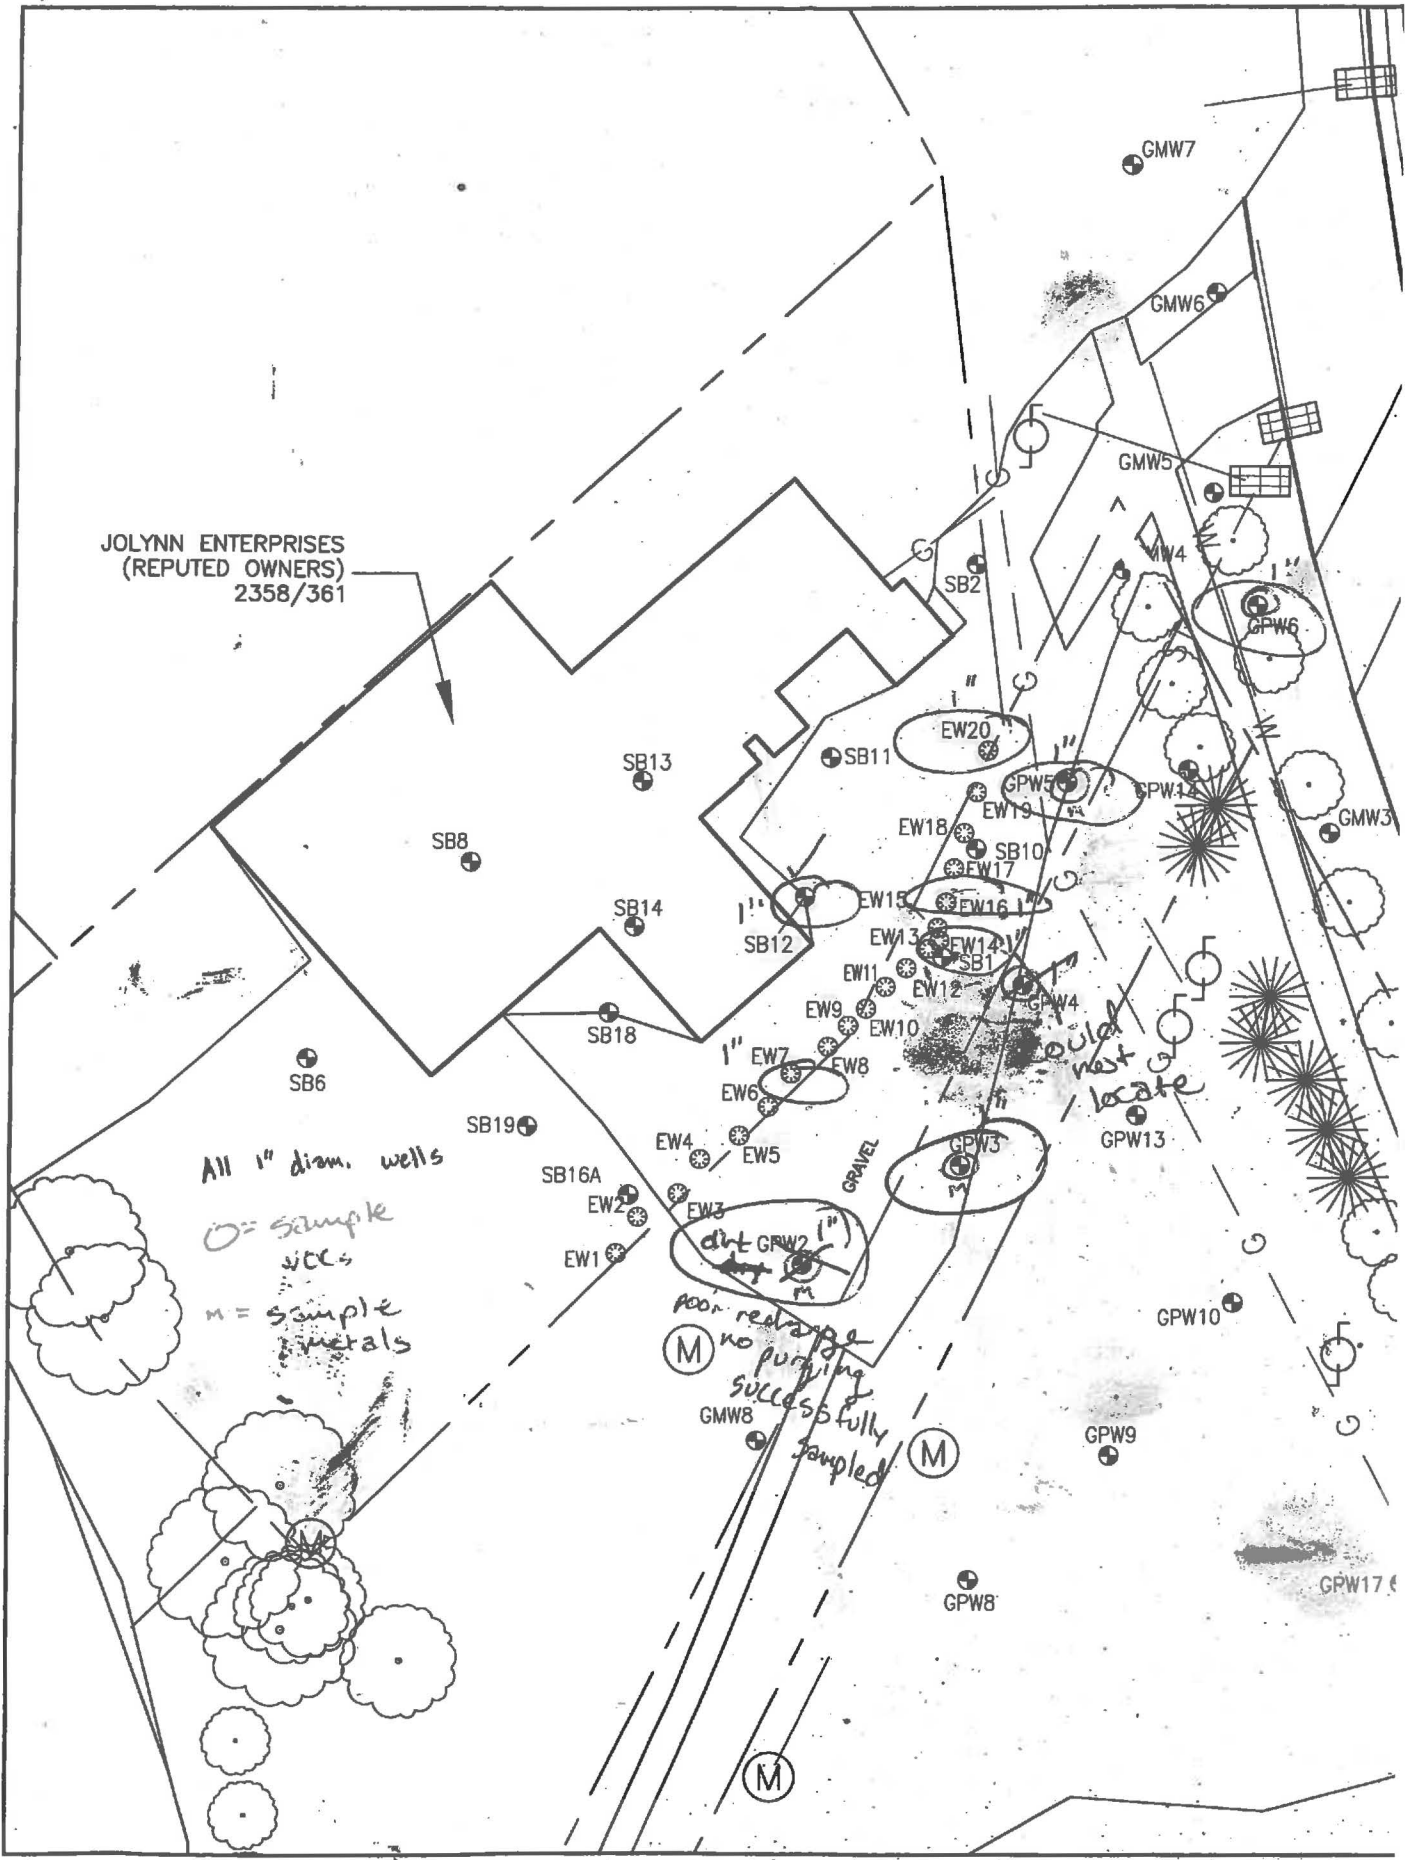 GMW7
GMW6
GMW5
JOLYNN ENTERPRISES
(REPUTED OWNERS)
2358/361
G
G
SB2
MW4
W
1"
GPW6
G
1"
EW20
W
SB11
SB13
1"
GPW5
M
GPW14
EW19
GMW3
EW18
SB10
SB8
EW17
G
EW15
EW16
1"
SB14
1"
SB12
EW13
EW14
1"
SB1
EW11
EW12
1"
GPW4
EW9
EW10
SB18
could
not
locate
G
1"
EW7
EW8
SB6
EW6
1"
SB19
EW4
EW5
GPW3
M
GPW13
GRAVEL
All 1" diam. wells
SB16A
EW2
EW3
O= sample
VOCs
EW1
GPW2
1"
M
G
m = sample
metals
GPW10
poor recharge
no purging
successfully
sampled
M
GMW8
M
GPW9
G
M
GPW17
GPW8
M